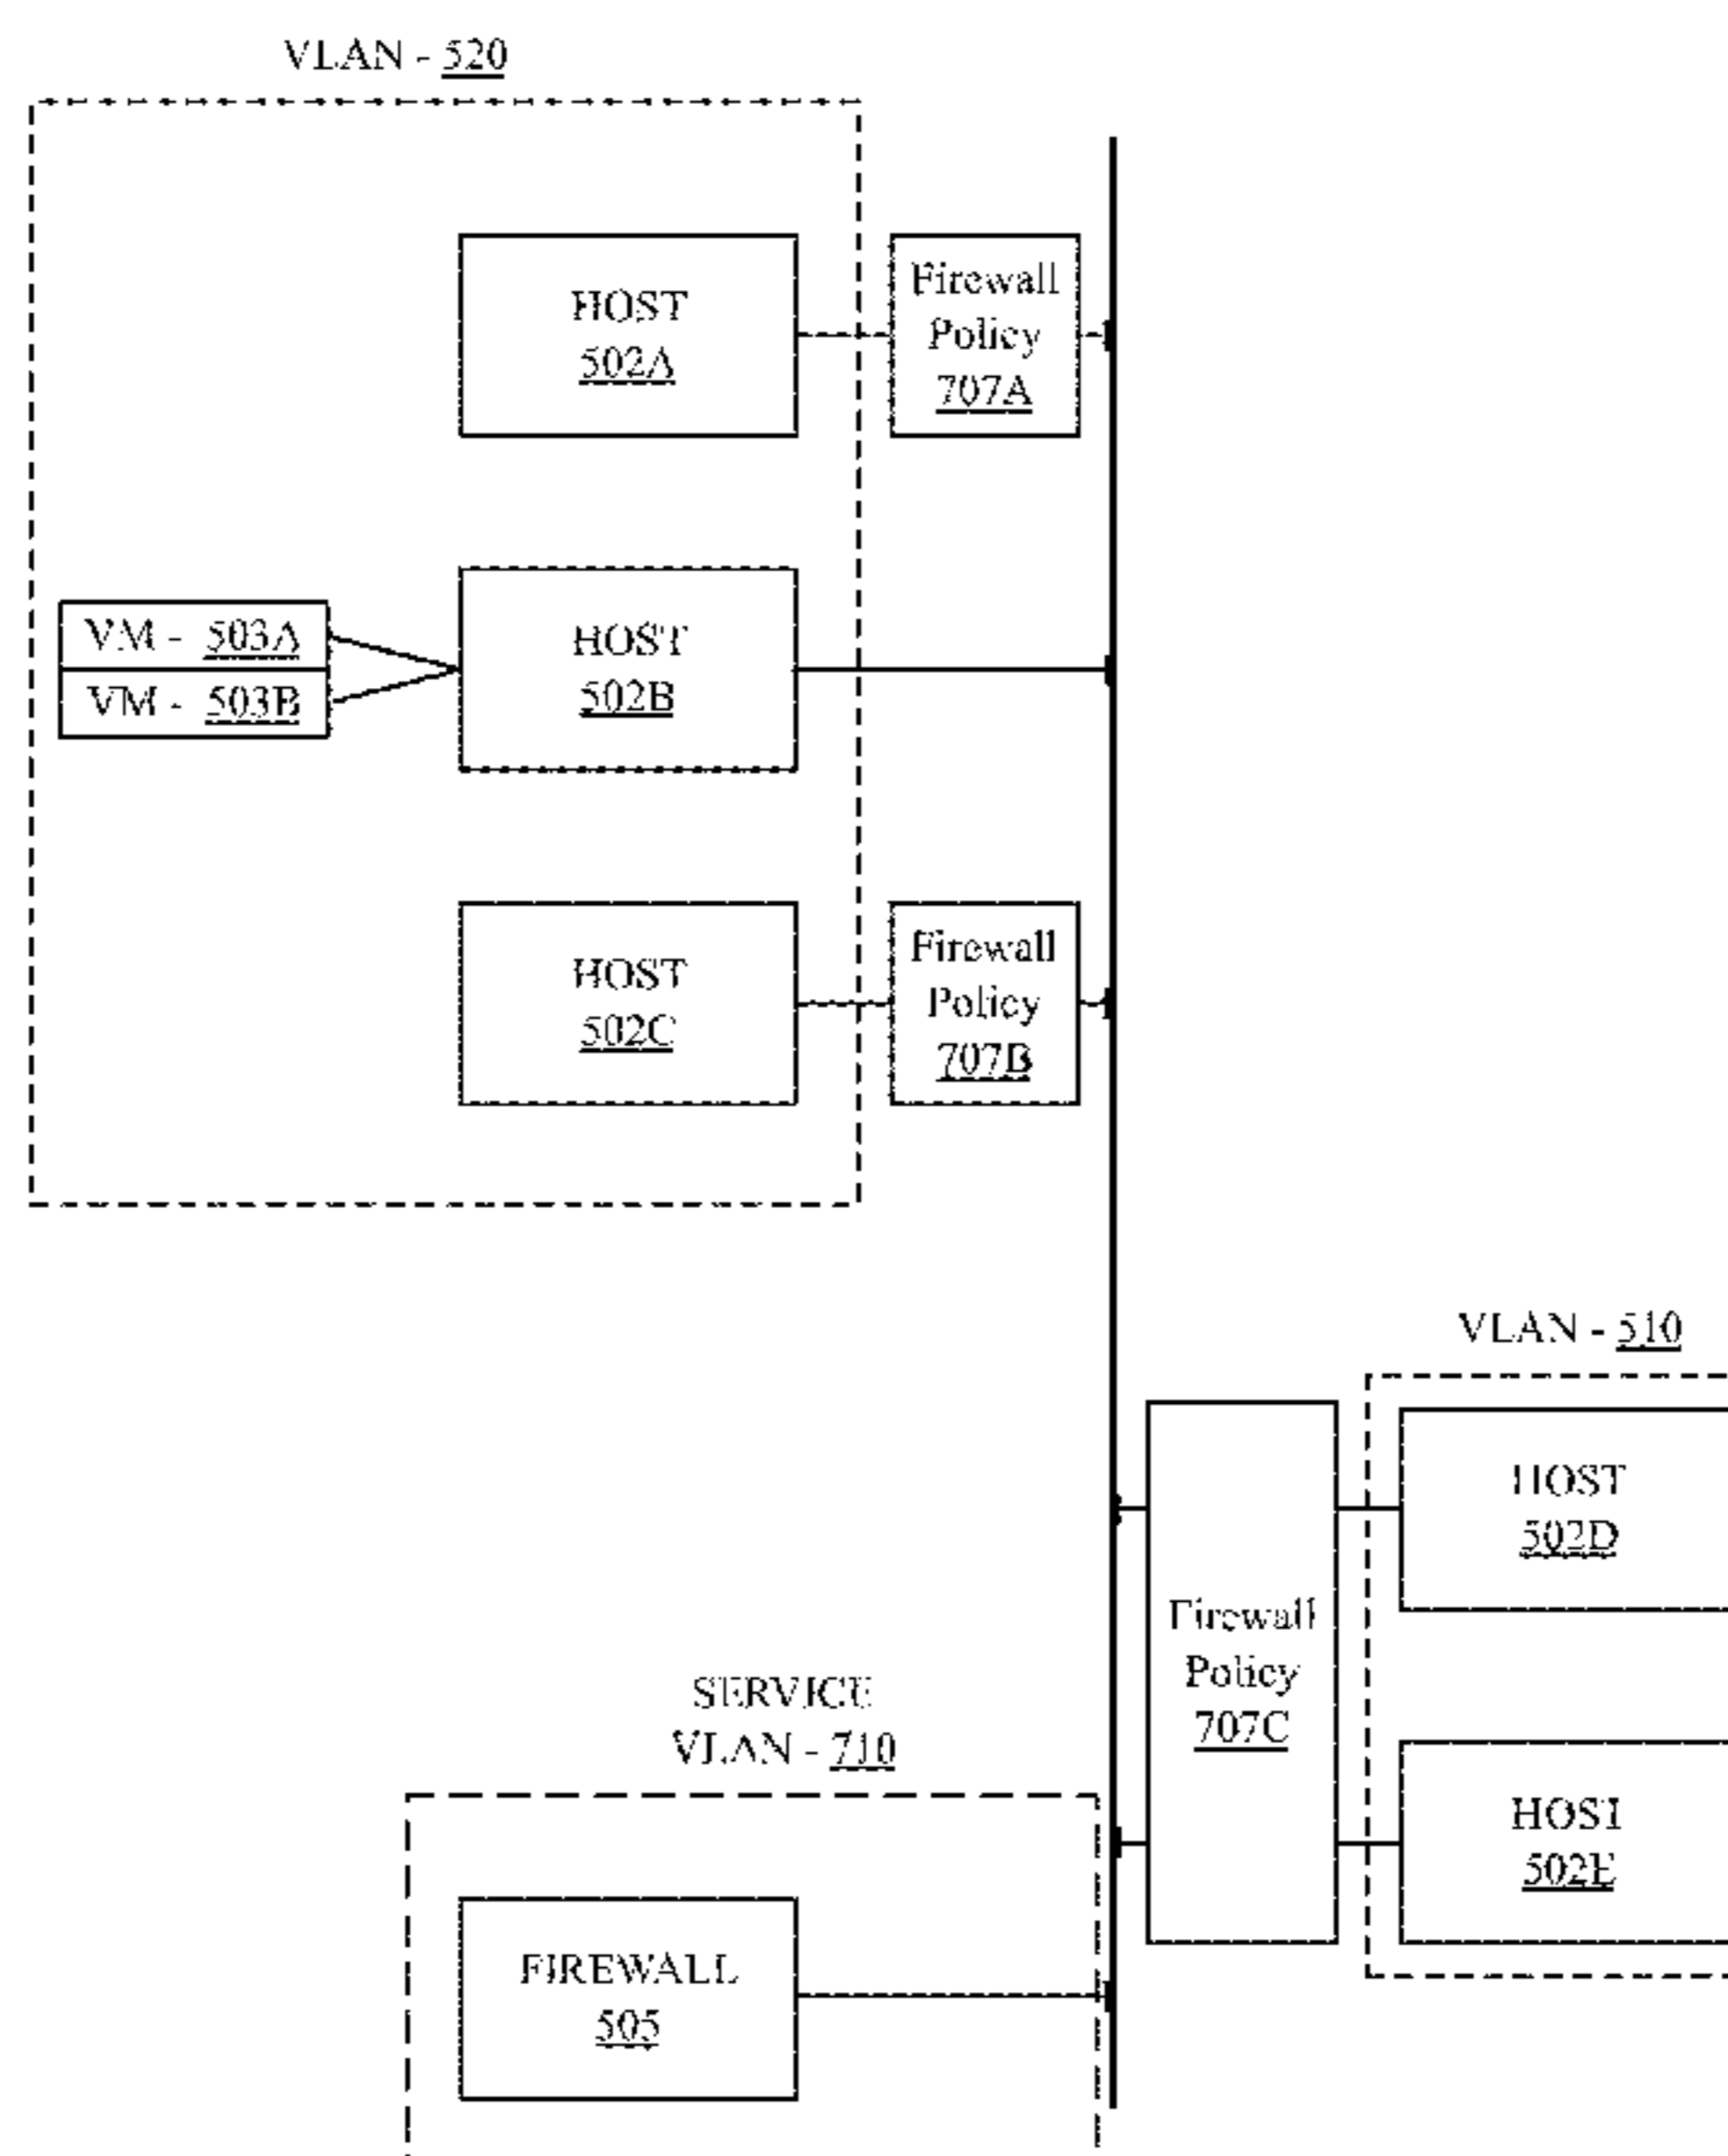 VLAN - 520
HOST
502A
Firewall
Policy
707A
VM - 503A
VM - 503B
HOST
502B
HOST
502C
Firewall
Policy
707B
VLAN - 510
HOST
502D
Firewall
Policy
707C
HOST
502E
SERVICE
VLAN - 710
FIREWALL
505